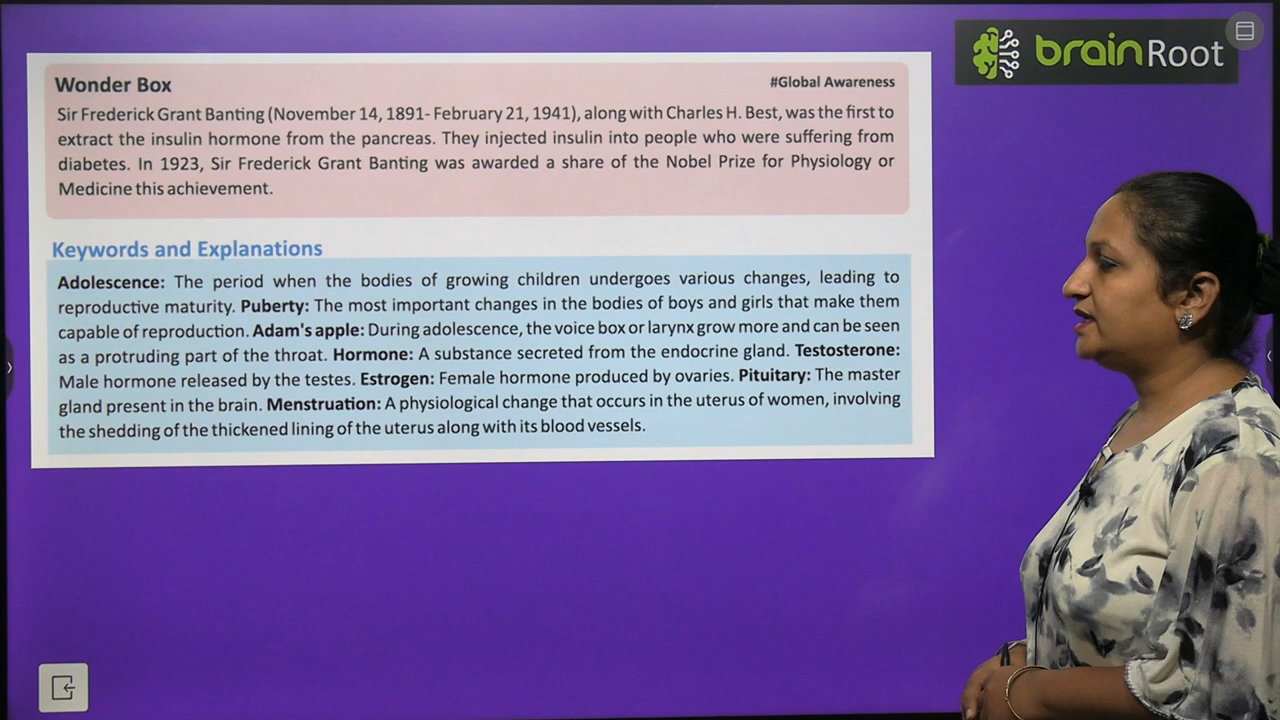 brainRoot
Wonder Box
#Global Awareness
Sir Frederick Grant Banting (November 14, 1891- February 21, 1941), along with Charles H. Best, was the first to
extract the insulin hormone from the pancreas. They injected insulin into people who were suffering from
diabetes. In 1923, Sir Frederick Grant Banting was awarded a share of the Nobel Prize for Physiology or
Medicine this achievement.
Keywords and Explanations
Adolescence: The period when the bodies of growing children undergoes various changes, leading to
reproductive maturity. Puberty: The most important changes in the bodies of boys and girls that make them
capable of reproduction. Adam's apple: During adolescence, the voice box or larynx grow more and can be seen
as a protruding part of the throat. Hormone: A substance secreted from the endocrine gland. Testosterone:
Male hormone released by the testes. Estrogen: Female hormone produced by ovaries. Pituitary: The master
gland present in the brain. Menstruation: A physiological change that occurs in the uterus of women, involving
the shedding of the thickened lining of the uterus along with its blood vessels.